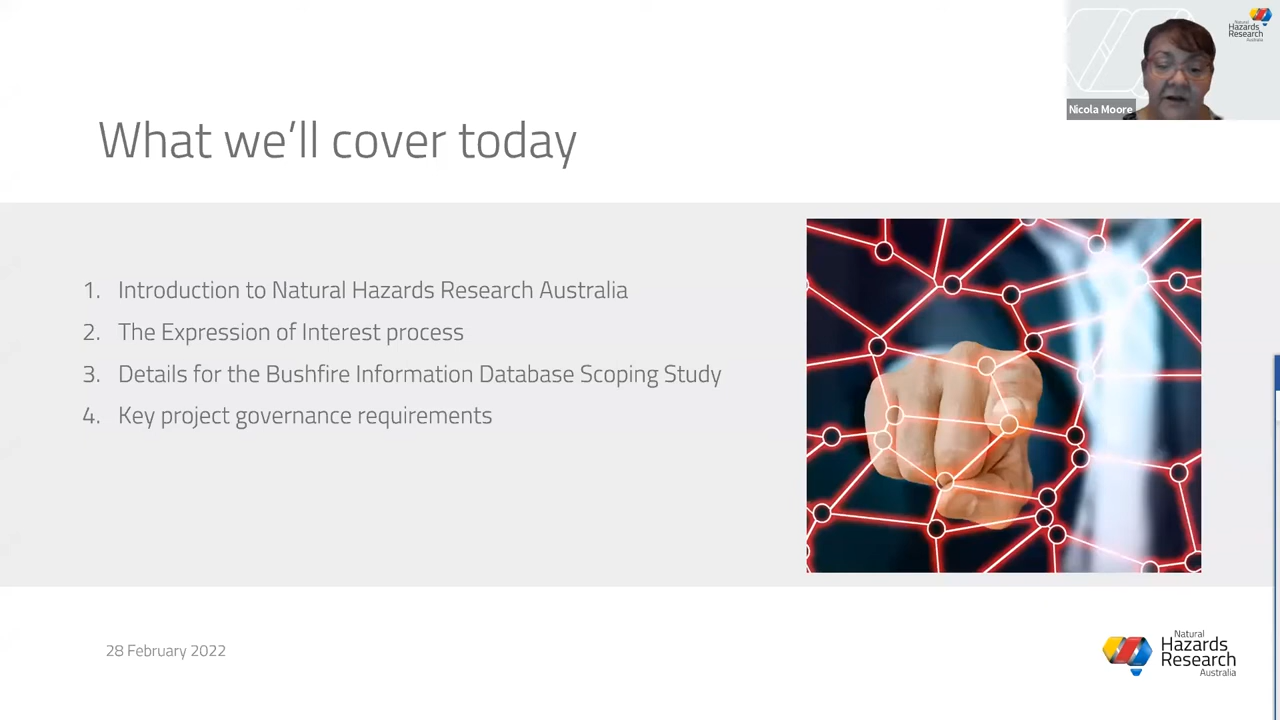 Natural
Hazards
Research
Australia
Nicola Moore
What we'll cover today
1. Introduction to Natural Hazards Research Australia
2. The Expression of Interest process
3. Details for the Bushfire Information Database Scoping Study
4. Key project governance requirements
28 February 2022
Natural
Hazards
Research
Australia